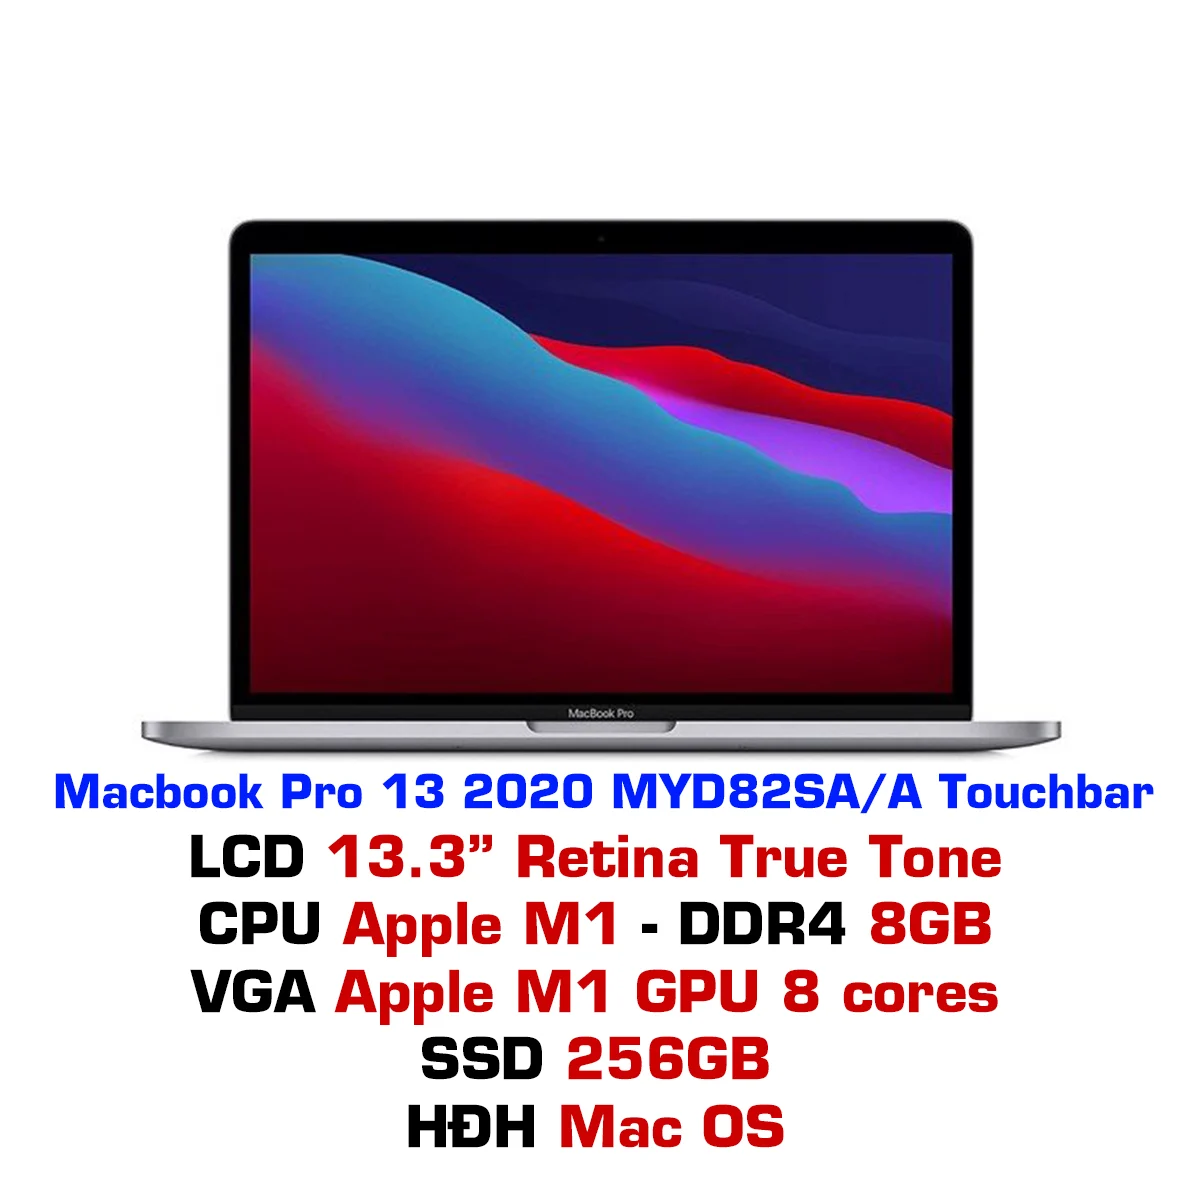 MacBook Pro
Macbook Pro 13 2020 MYD82SA/A Touchbar
LCD 13.3” Retina True Tone
CPU Apple M1 - DDR4 8GB
VGA Apple M1 GPU 8 cores
SSD 256GB
HĐH Mac OS